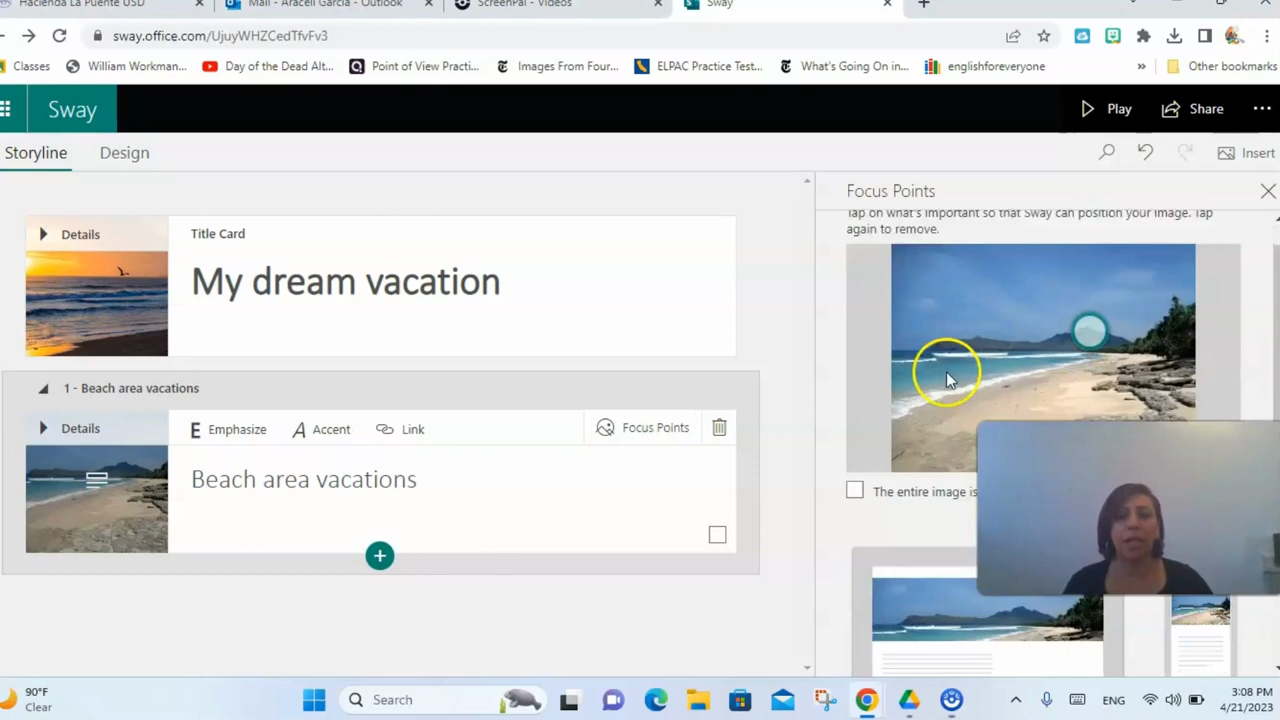 Hacienda La Puente USD
Mail - Araceli Garcia - Outlook
ScreenPal - Videos
Sway
sway.office.com/UjuyWHZCedTfvFv3
Classes
William Workman...
Day of the Dead Alt...
Point of View Practi...
Images From Four...
ELPAC Practice Test...
What's Going On in...
englishforeveryone
»
Other bookmarks
Sway
Play
Share
Storyline
Design
Insert
Focus Points
Tap on what's important so that Sway can position your image. Tap
again to remove.
Details
Title Card
My dream vacation
1 - Beach area vacations
Details
E Emphasize
A Accent
Link
Focus Points
Beach area vacations
The entire image is
90°F
Clear
Search
ENG
3:08 PM
4/21/2023